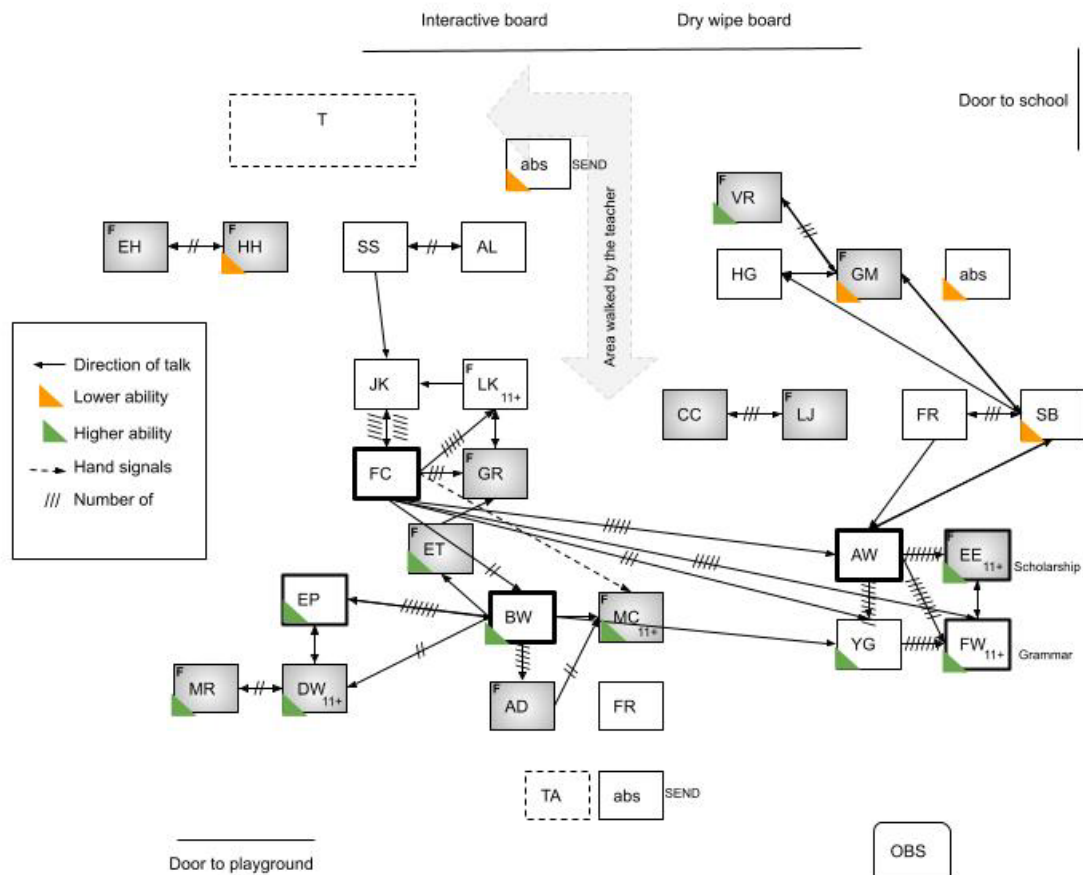 Interactive board
Dry wipe board
Door to school
T
abs
SEND
Area walked by the teacher
F
VR
F
EH
F
HH
SS
AL
HG
F
GM
abs
Direction of talk
Lower ability
Higher ability
Hand signals
Number of
JK
F
LK
11+
CC
F
LJ
FR
SB
FC
F
GR
F
ET
AW
F
EE
11+
Scholarship
EP
BW
F
MC
11+
YG
FW
11+
Grammar
F
MR
DW
11+
F
AD
FR
TA
abs
SEND
Door to playground
OBS